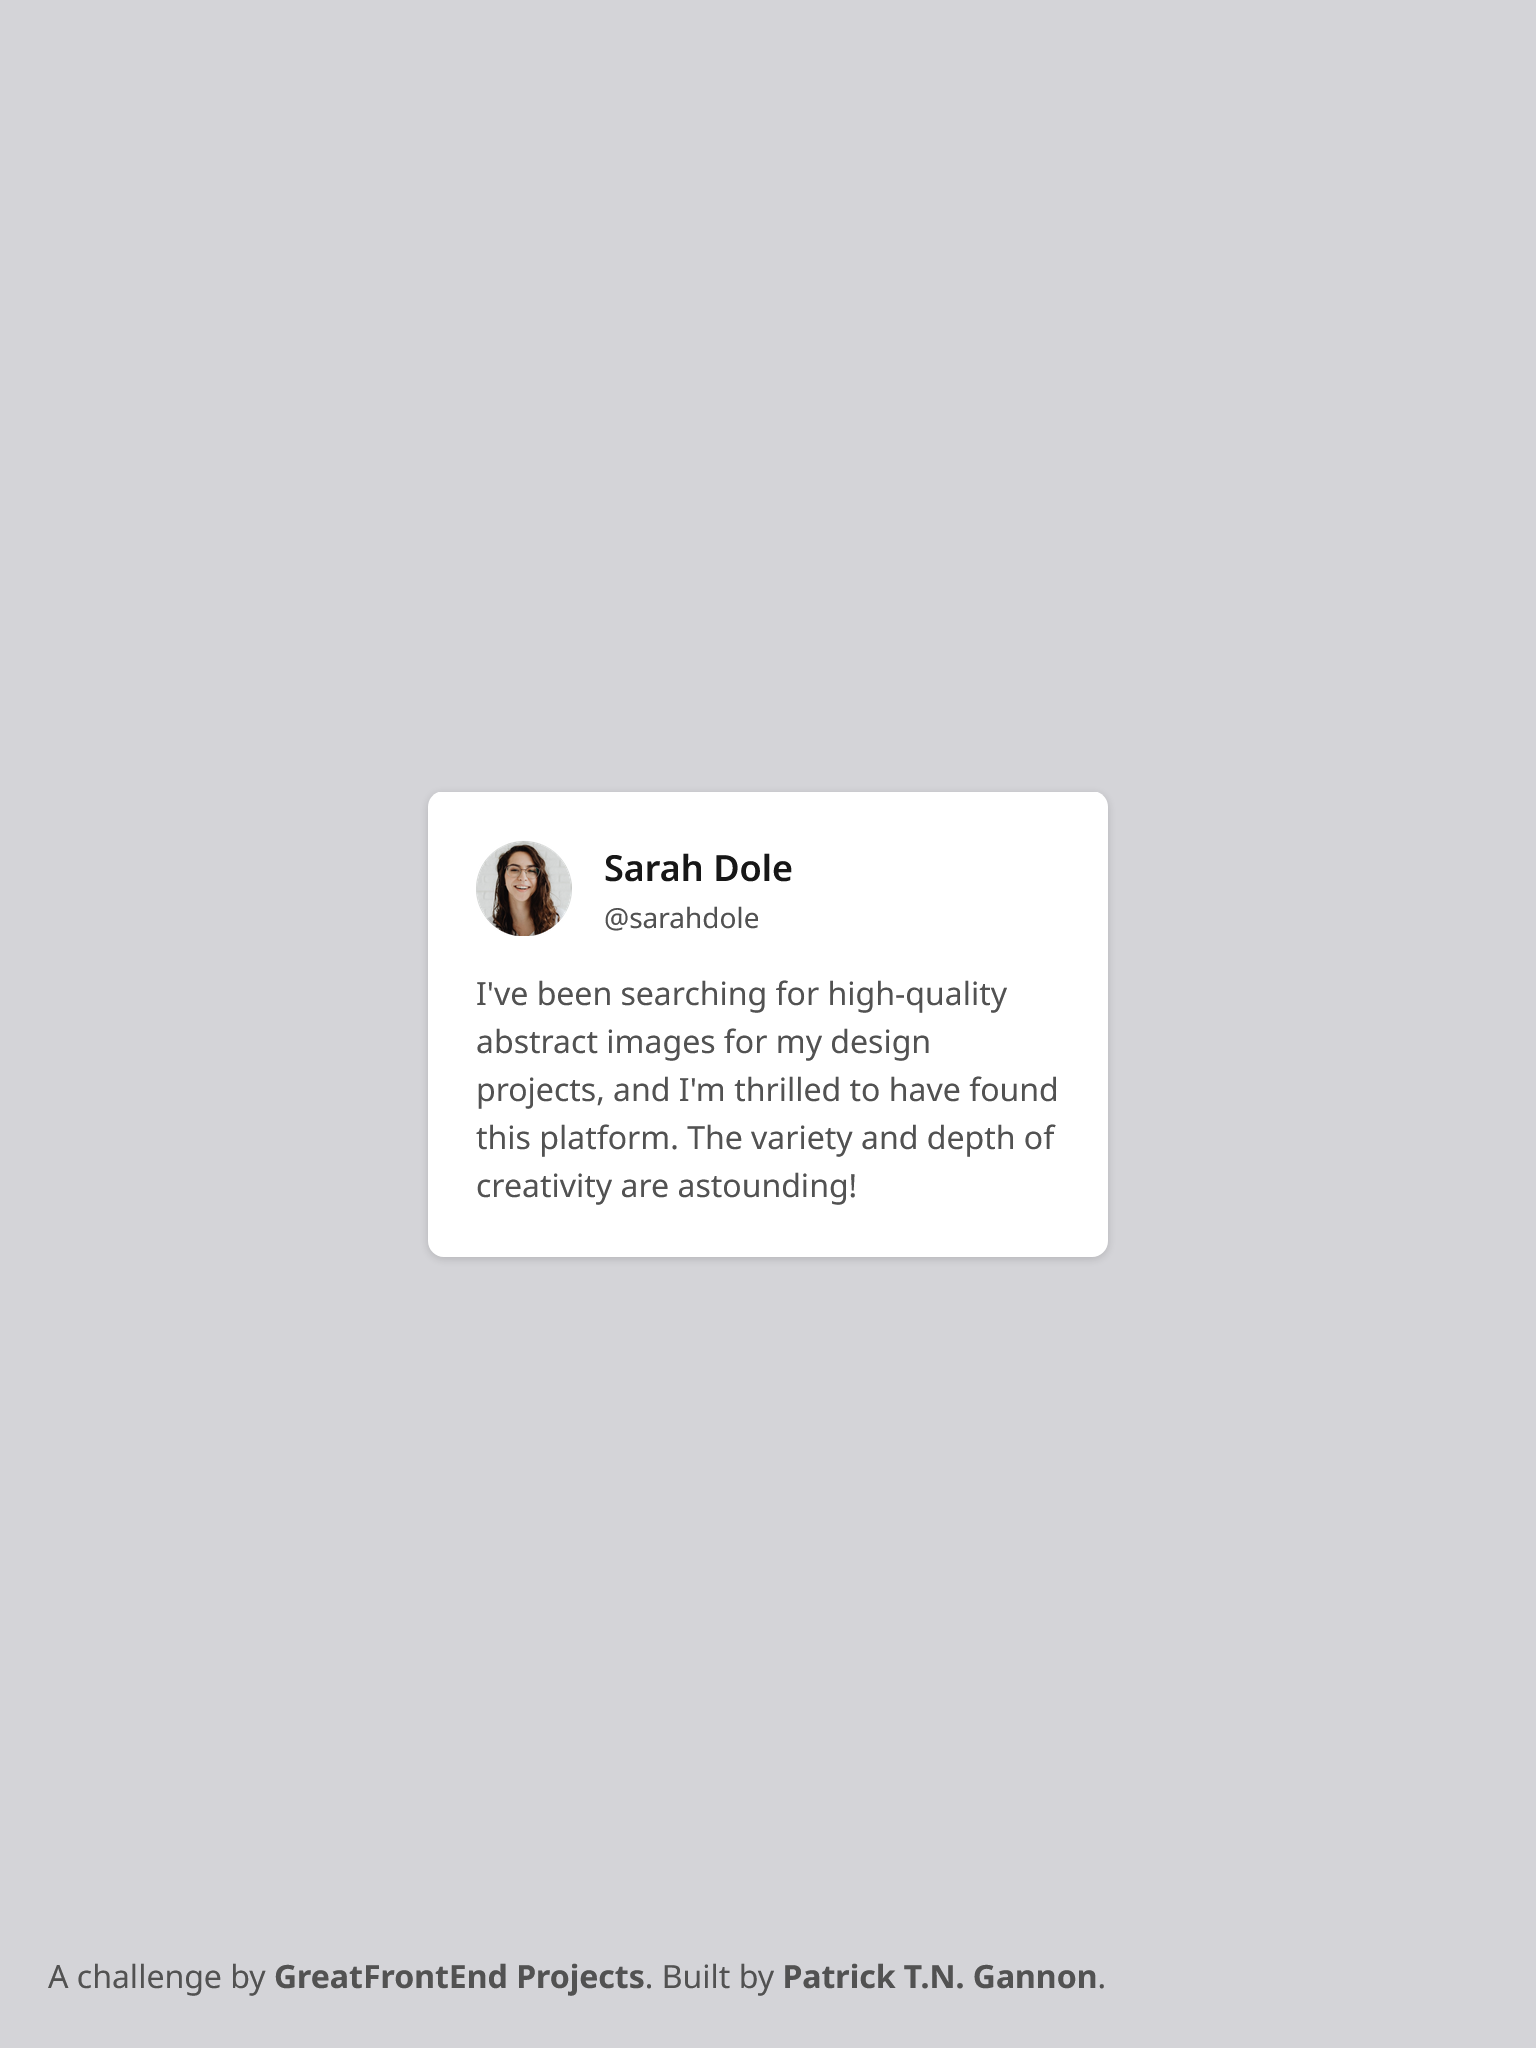 Sarah Dole
@sarahdole
I've been searching for high-quality
abstract images for my design
projects, and I'm thrilled to have found
this platform. The variety and depth of
creativity are astounding!
A challenge by GreatFrontEnd Projects. Built by Patrick T.N. Gannon.